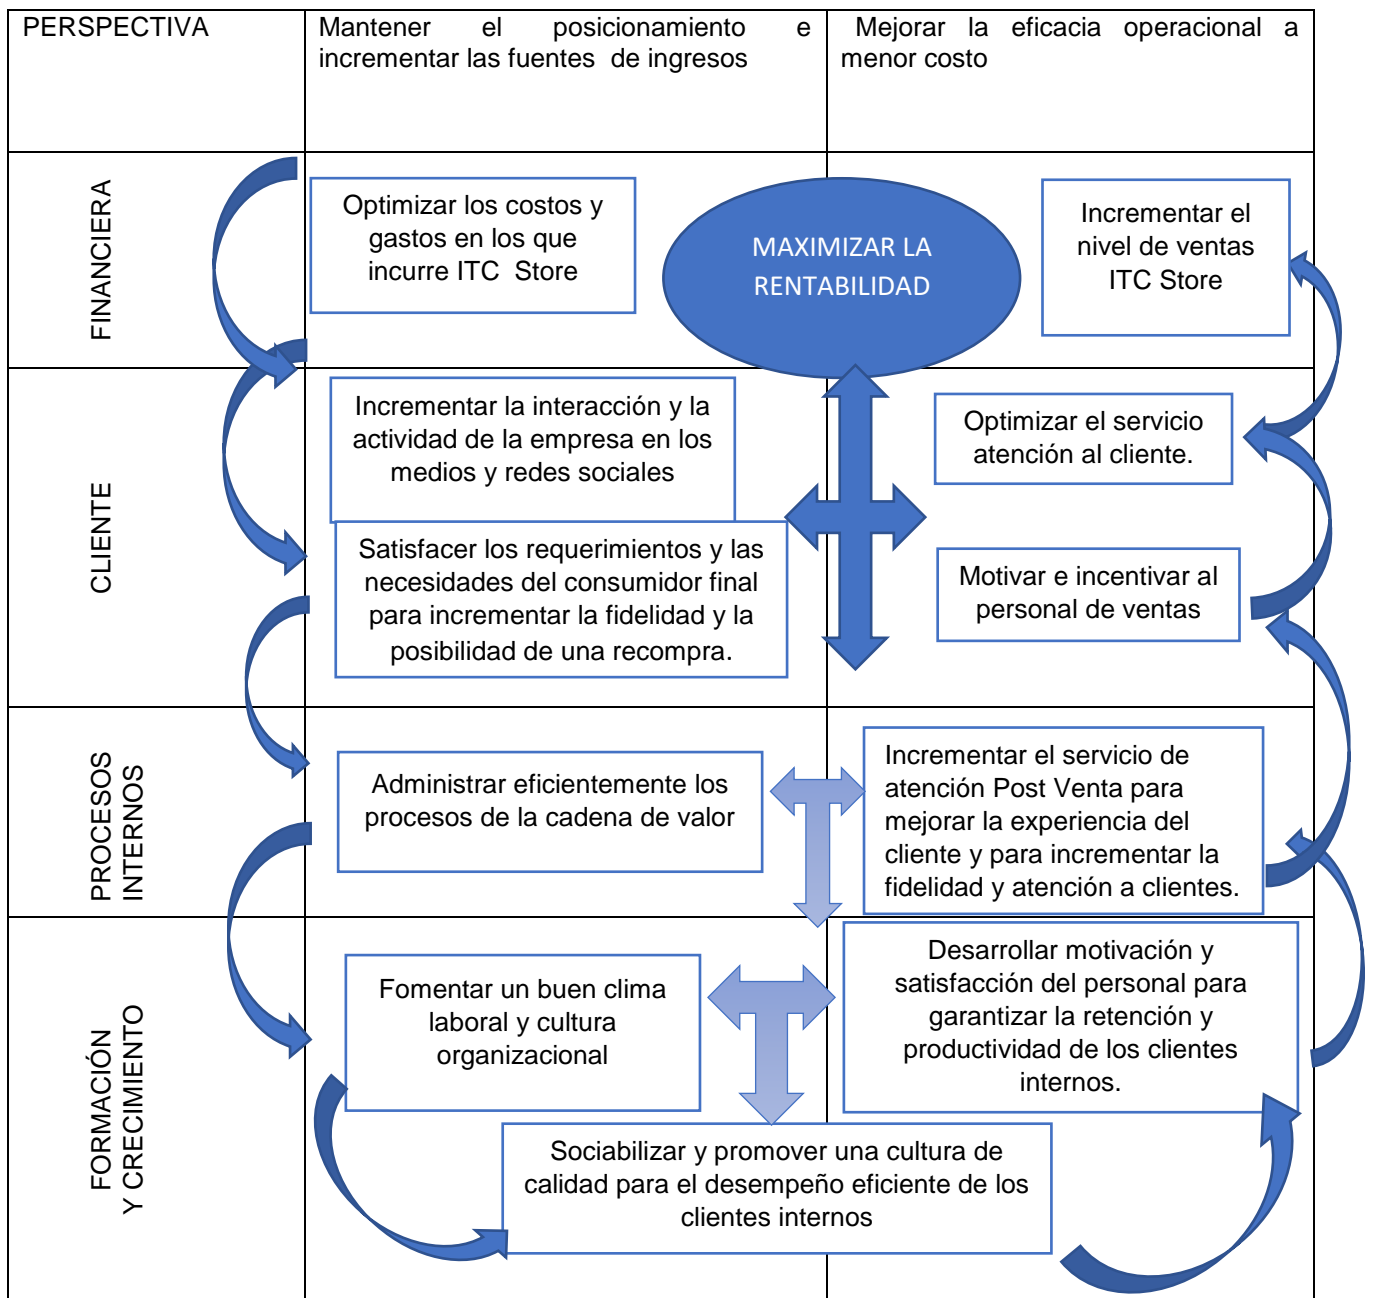 PERSPECTIVA
Mantener el posicionamiento e
incrementar las fuentes de ingresos
Mejorar la eficacia operacional a
menor costo
FINANCIERA
Optimizar los costos y
gastos en los que
incurre ITC Store
MAXIMIZAR LA
RENTABILIDAD
Incrementar el
nivel de ventas
ITC Store
CLIENTE
Incrementar la interacción y la
actividad de la empresa en los
medios y redes sociales
Satisfacer los requerimientos y las
necesidades del consumidor final
para incrementar la fidelidad y la
posibilidad de una recompra.
Optimizar el servicio
atención al cliente.
Motivar e incentivar al
personal de ventas
PROCESOS
INTERNOS
Administrar eficientemente los
procesos de la cadena de valor
Incrementar el servicio de
atención Post Venta para
mejorar la experiencia del
cliente y para incrementar la
fidelidad y atención a clientes.
FORMACIÓN
Y CRECIMIENTO
Fomentar un buen clima
laboral y cultura
organizacional
Desarrollar motivación y
satisfacción del personal para
garantizar la retención y
productividad de los clientes
internos.
Sociabilizar y promover una cultura de
calidad para el desempeño eficiente de los
clientes internos